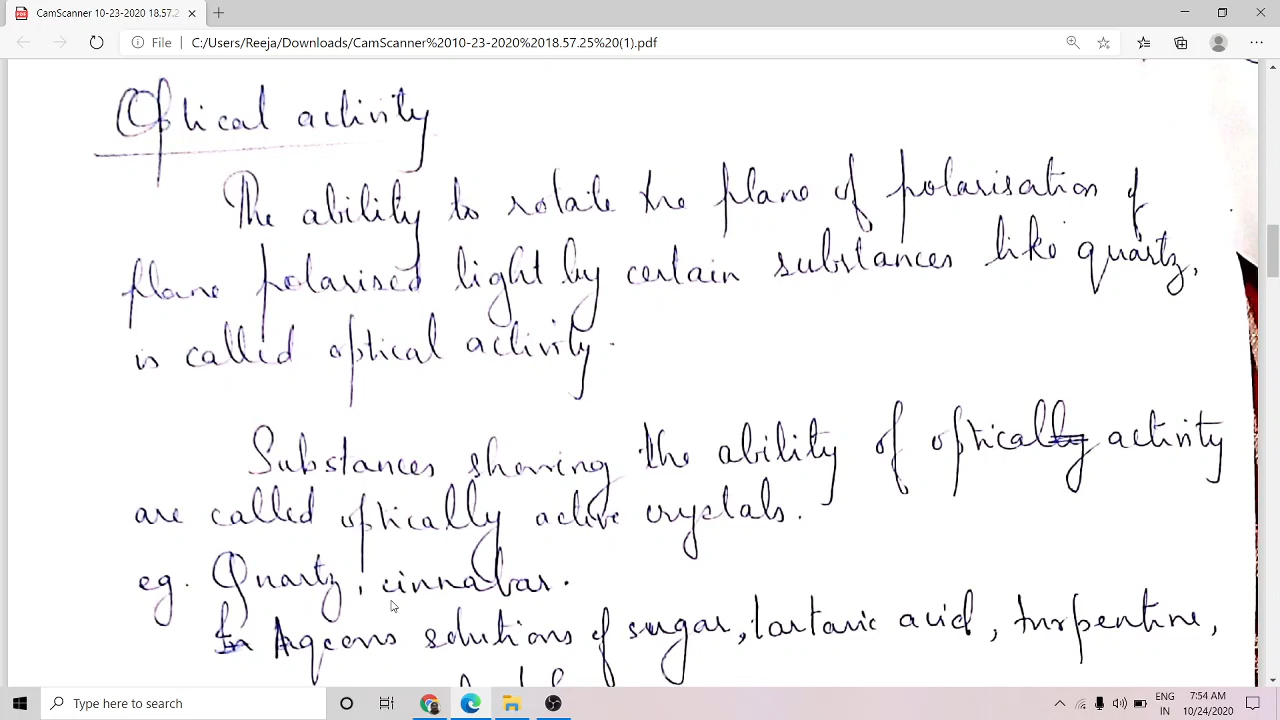 CamScanner 10-23-2020 18.57.2
File
C:/Users/Reeja/Downloads/CamScanner%2010-23-2020%2018.57.25%20(1).pdf
Optical activity
The ability to rotate the plane of polarisation of
plane polarised light by certain substances like quartz,
is called optical activity.
Substances showing the ability of optical activity
are called optically active crystals.
eg. Quartz, cinnabar.
Aqeous solutions of sugar, tartaric acid, turpentine,
Type here to search
ENG
IN
7:54 AM
10/24/2020